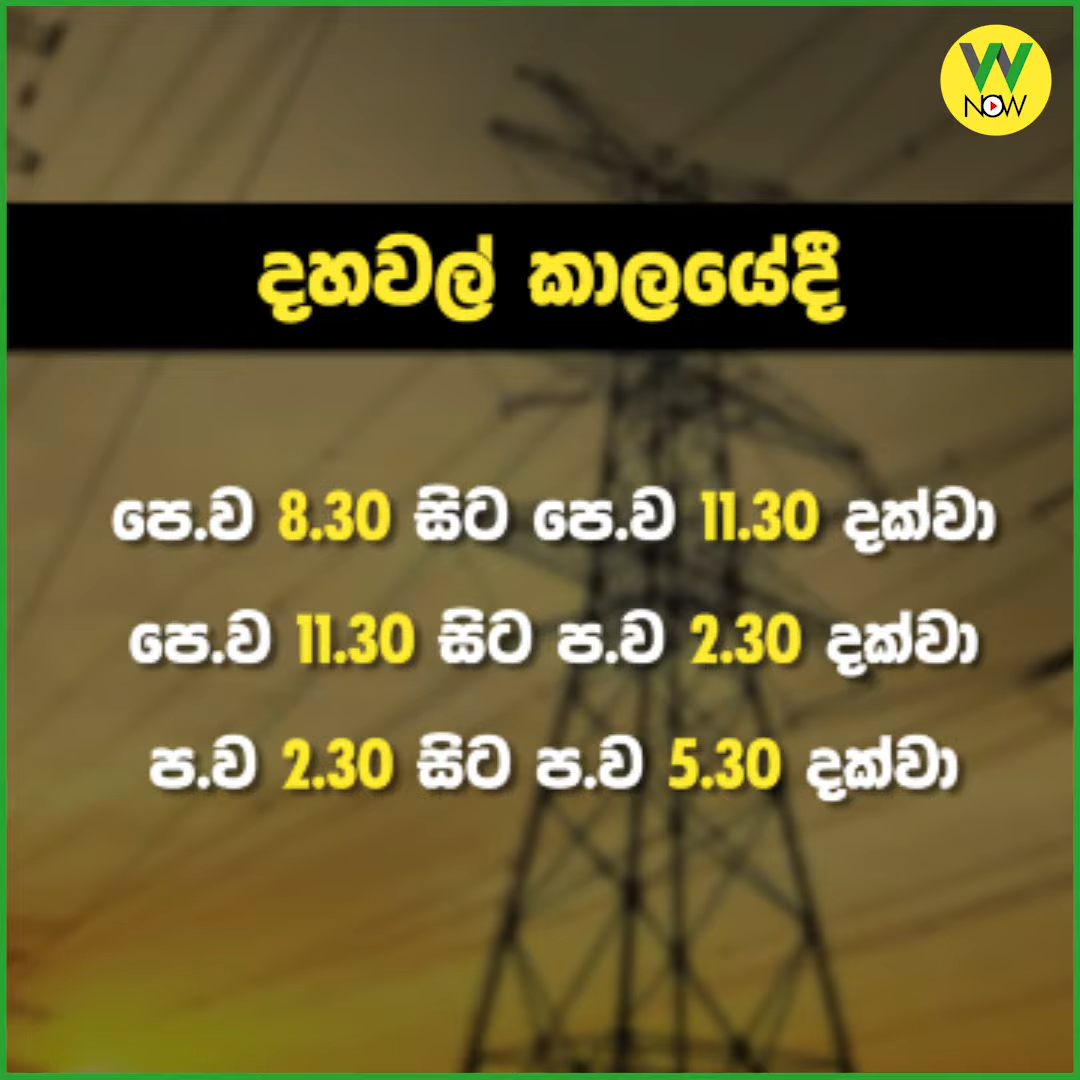 W
NOW
දහවල් කාලයේදී
පෙ.ව 8.30 සිට පෙ.ව 11.30 දක්වා
පෙ.ව 11.30 සිට ප.ව 2.30 දක්වා
ප.ව 2.30 සිට ප.ව 5.30 දක්වා